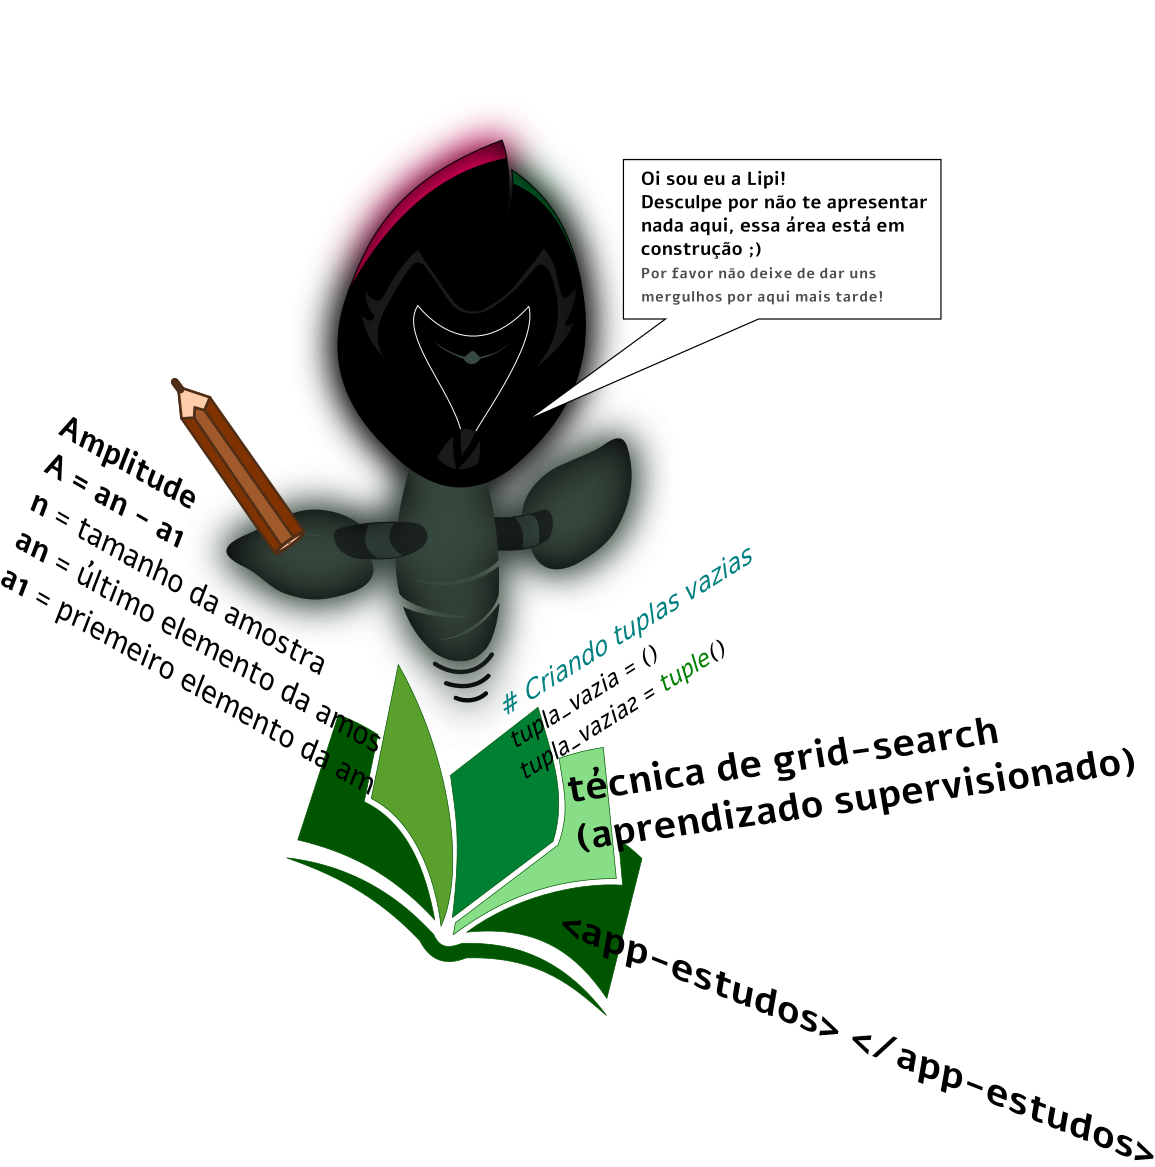 Oi sou eu a Lipi!
Desculpe por não te apresentar
nada aqui, essa área está em
construção ;)
Por favor não deixe de dar uns
mergulhos por aqui mais tarde!
Amplitude
A = an - a1
n = tamanho da amostra
an = último elemento da amos
a1 = priemeiro elemento da am
# Criando tuplas vazias
tupla_vazia = ()
tupla_vazia2 = tuple()
técnica de grid-search
(aprendizado supervisionado)
<app-estudos> </app-estudos>